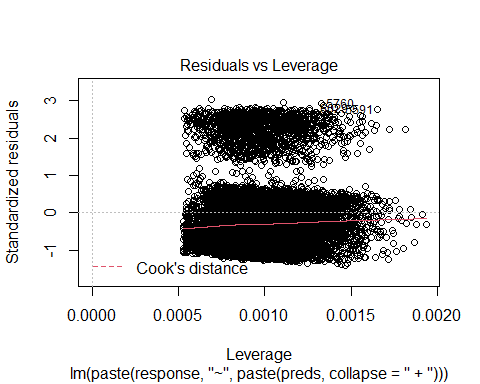 Residuals vs Leverage
Standardized residuals
3
2
1
0
-1
5760
Cook's distance
0.0000
0.0005
0.0010
0.0015
0.0020
Leverage
lm(paste(response, "~", paste(preds, collapse = " + ")))